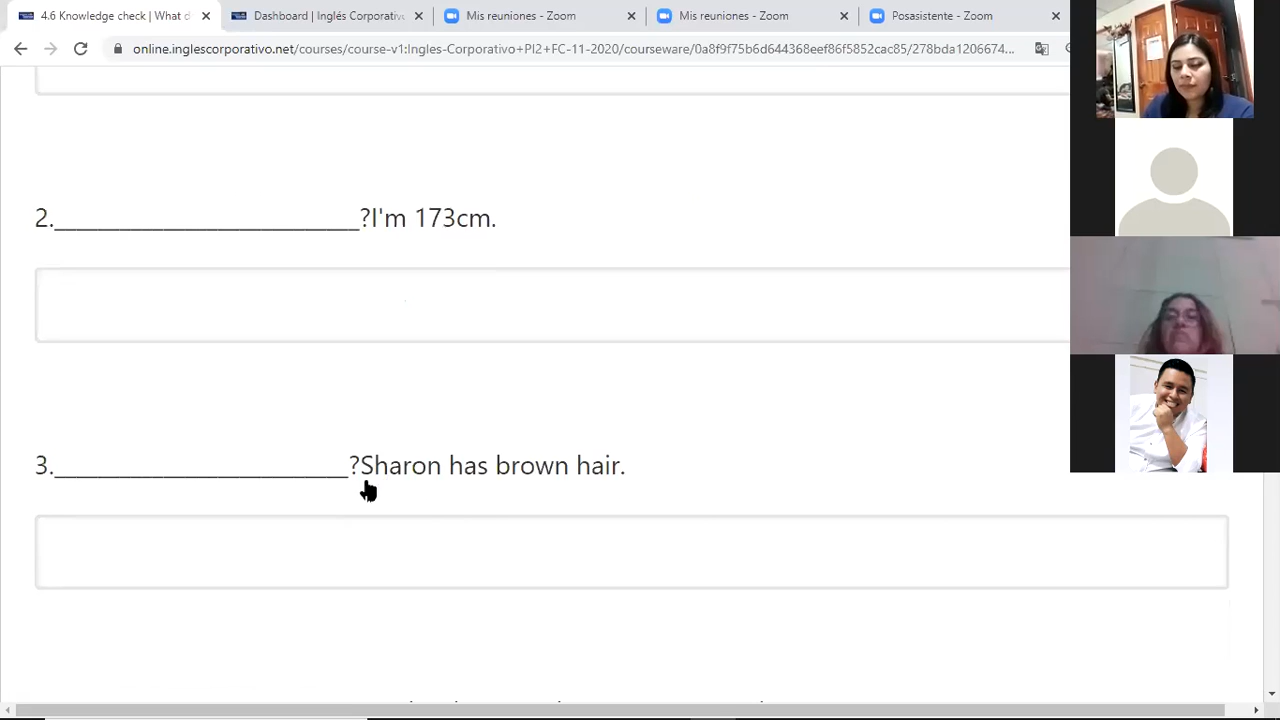 4.6 Knowledge check | What o
Dashboard | Inglés Corporativ
Mis reuniones - Zoom
Mis reuniones - Zoom
Posasistente - Zoom
online.inglescorporativo.net/courses/course-v1:Ingles-Corporativo+PI2+FC-11-2020/courseware/0a8f9f75b6d644368eef86f5852cac85/278bda1206674...
2.__________________________?I'm 173cm.
3._________________________?Sharon has brown hair.